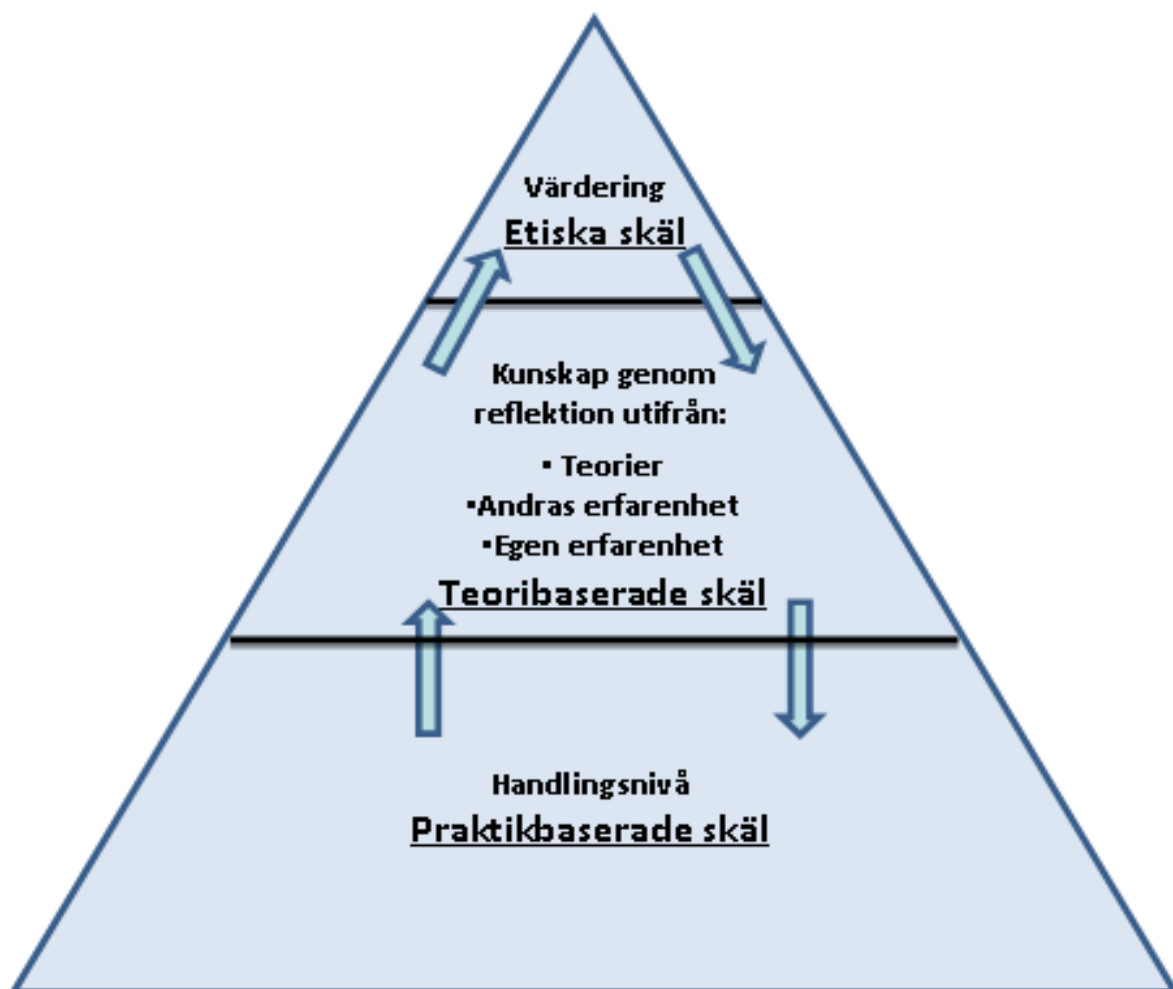 Värdering
Etiska skäl
Kunskap genom
reflektion utifrån:
▪ Teorier
▪Andras erfarenhet
▪Egen erfarenhet
Teoribaserade skäl
Handlingsnivå
Praktikbaserade skäl